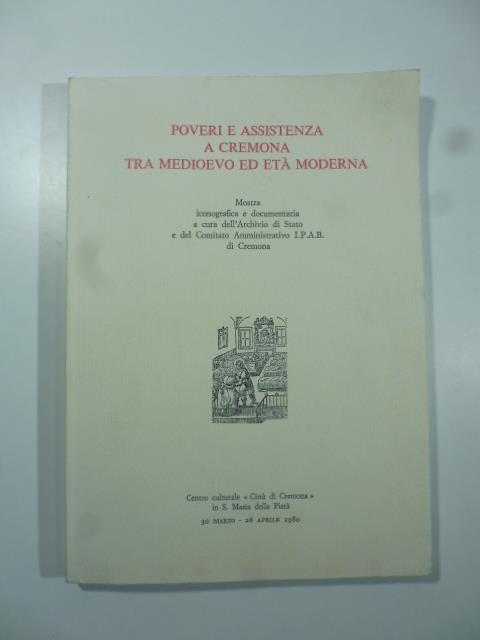 POVERI E ASSISTENZA
A CREMONA
TRA MEDIOEVO ED ETÀ MODERNA
Mostra
iconografica e documentaria
a cura dell'Archivio di Stato
e del Comitato Amministrativo I.P.A.B.
di Cremona
Centro culturale « Città di Cremona »
in S. Maria della Pietà
30 MARZO - 28 APRILE 1980